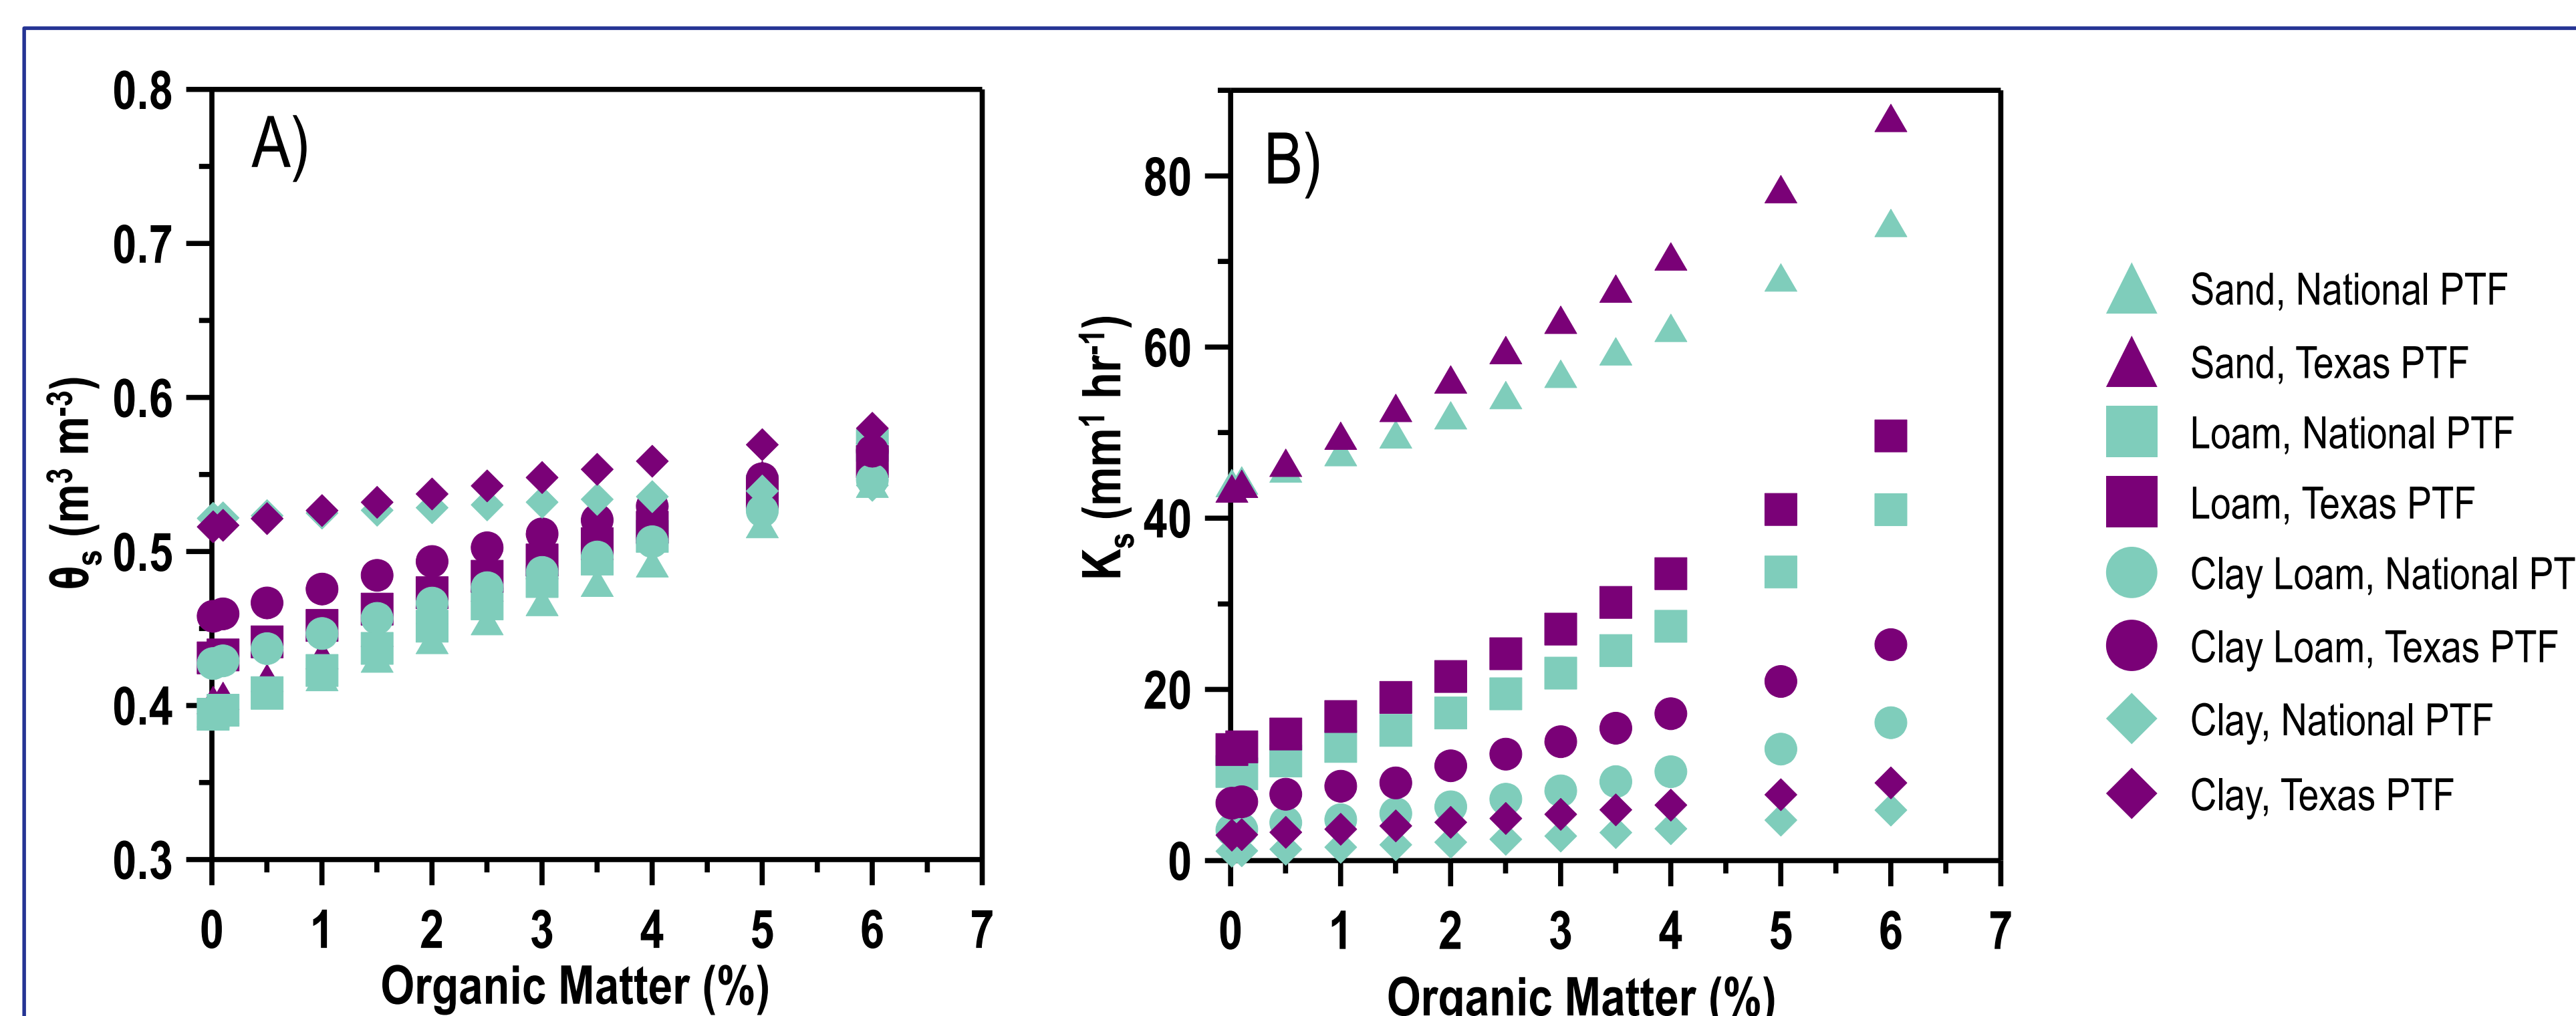 A)
0.8
0.7
0.6
0.5
0.4
0.3
θs (m³ m⁻³)
0 1 2 3 4 5 6 7
Organic Matter (%)
B)
80
60
40
20
0
Ks (mm¹ hr⁻¹)
0 1 2 3 4 5 6 7
Organic Matter (%)
Sand, National PTF
Sand, Texas PTF
Loam, National PTF
Loam, Texas PTF
Clay Loam, National PT
Clay Loam, Texas PTF
Clay, National PTF
Clay, Texas PTF